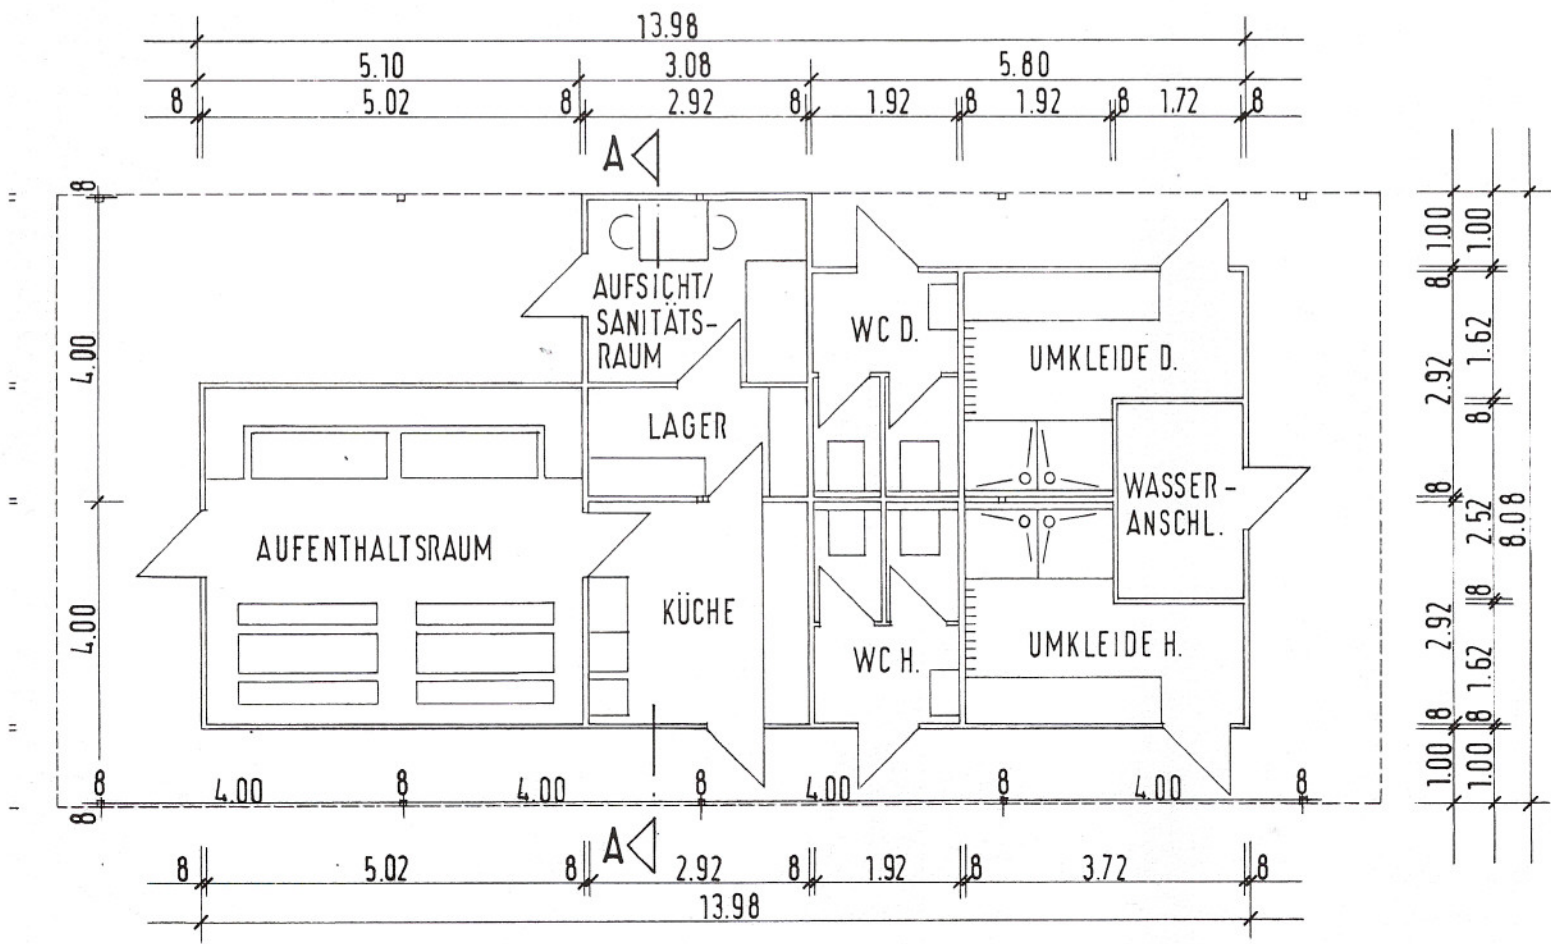 13.98
5.10 3.08 5.80
8 5.02 8 2.92 8 1.92 8 1.92 8 1.72 8
A
8
1.00 1.00
AUFSICHT/
SANITÄTS-
RAUM
8
WC D.
UMKLEIDE D.
4.00
1.62
2.92
LAGER
8
WASSER-
ANSCHL.
8
2.52
8.08
AUFENTHALTSRAUM
KÜCHE
4.00
8
2.92
UMKLEIDE H.
WC H.
1.62
8 8
1.00 1.00
8 4.00 8 4.00 8 4.00 8 4.00 8
8
A
8 5.02 8 2.92 8 1.92 8 3.72 8
13.98